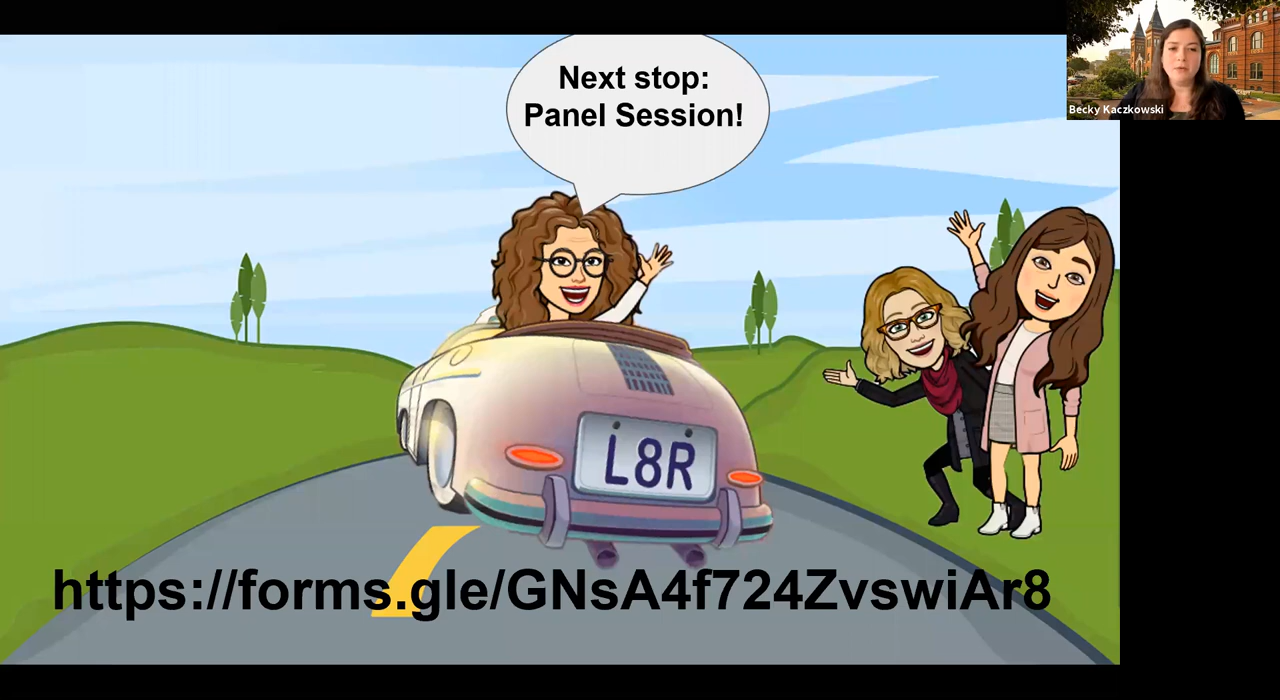 Next stop:
Panel Session!
Becky Kaczkowski
L8R
https://forms.gle/GNsA4f724ZvswiAr8